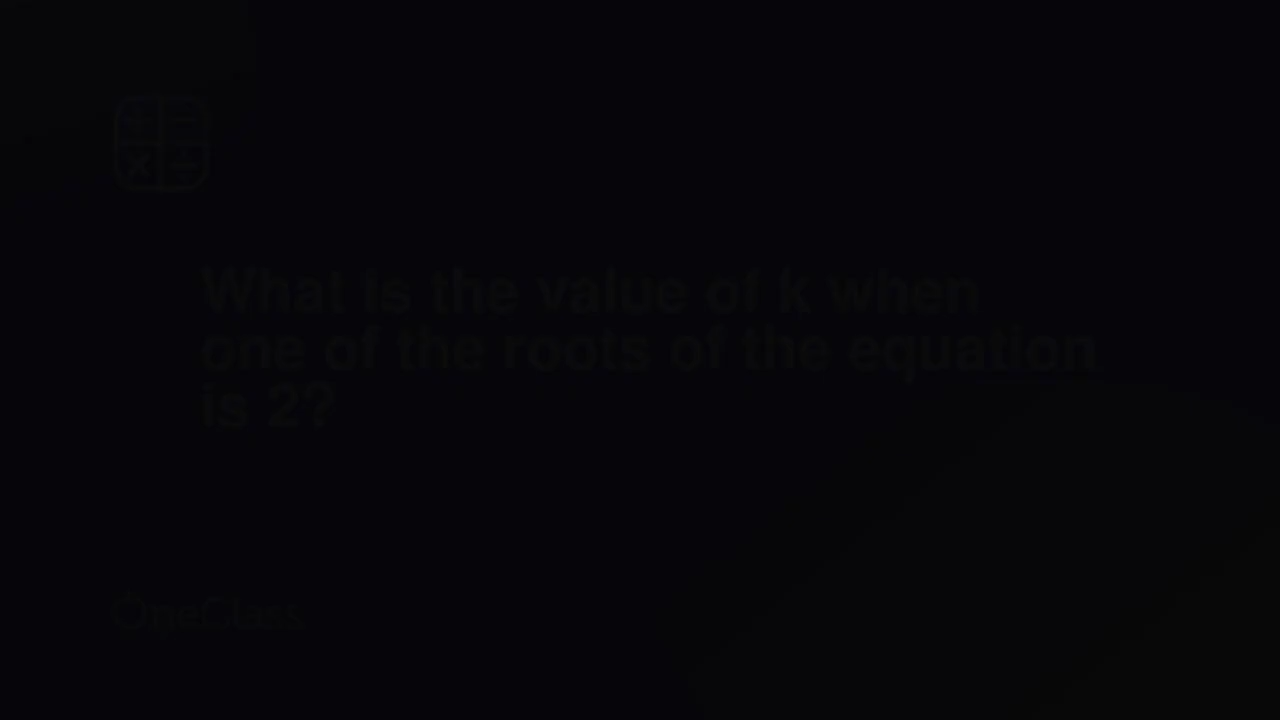 What is the value of k when
one of the roots of the equation
is 2?
OneClass